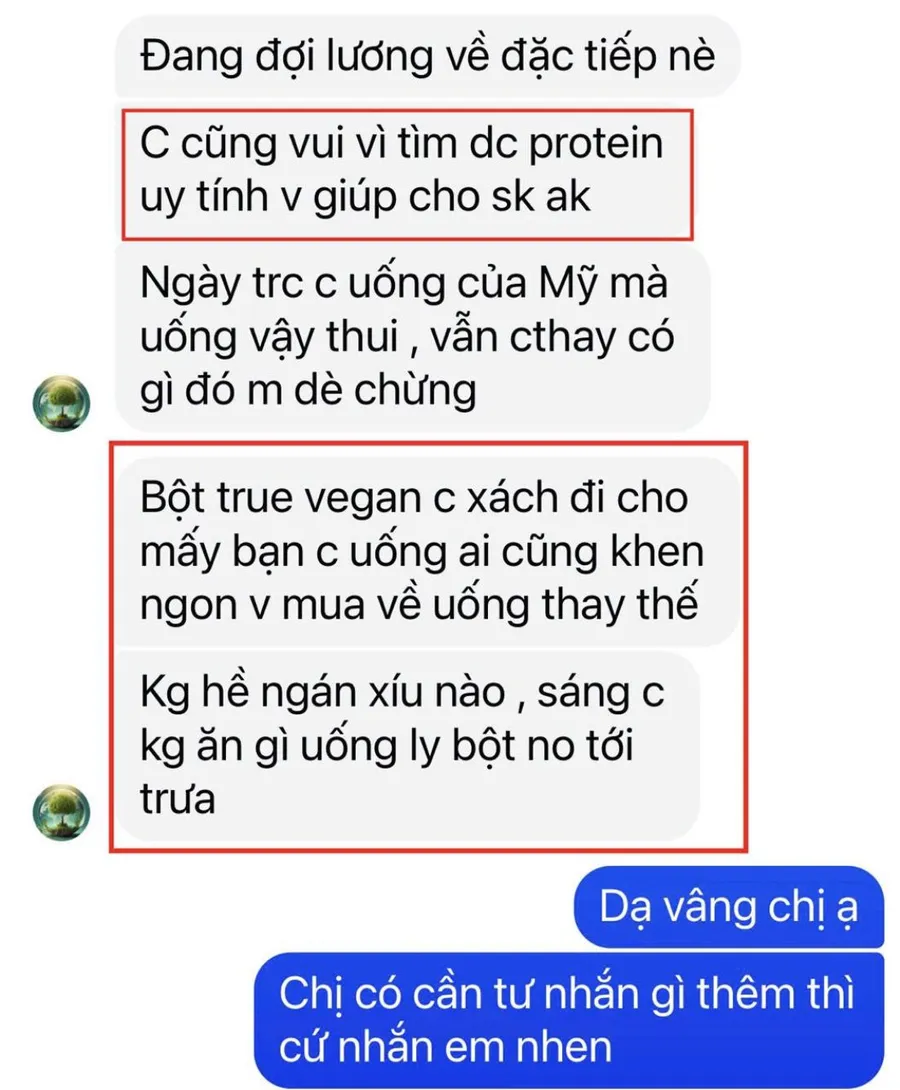 Đang đợi lương về đặc tiếp nè
C cũng vui vì tìm dc protein
uy tính v giúp cho sk ak
Ngày trc c uống của Mỹ mà
uống vậy thui , vẫn cthay có
gì đó m dè chừng
Bột true vegan c xách đi cho
mấy bạn c uống ai cũng khen
ngon v mua về uống thay thế
Kg hề ngán xíu nào , sáng c
kg ăn gì uống ly bột no tới
trưa
Dạ vâng chị ạ
Chị có cần tư nhắn gì thêm thì
cứ nhắn em nhen